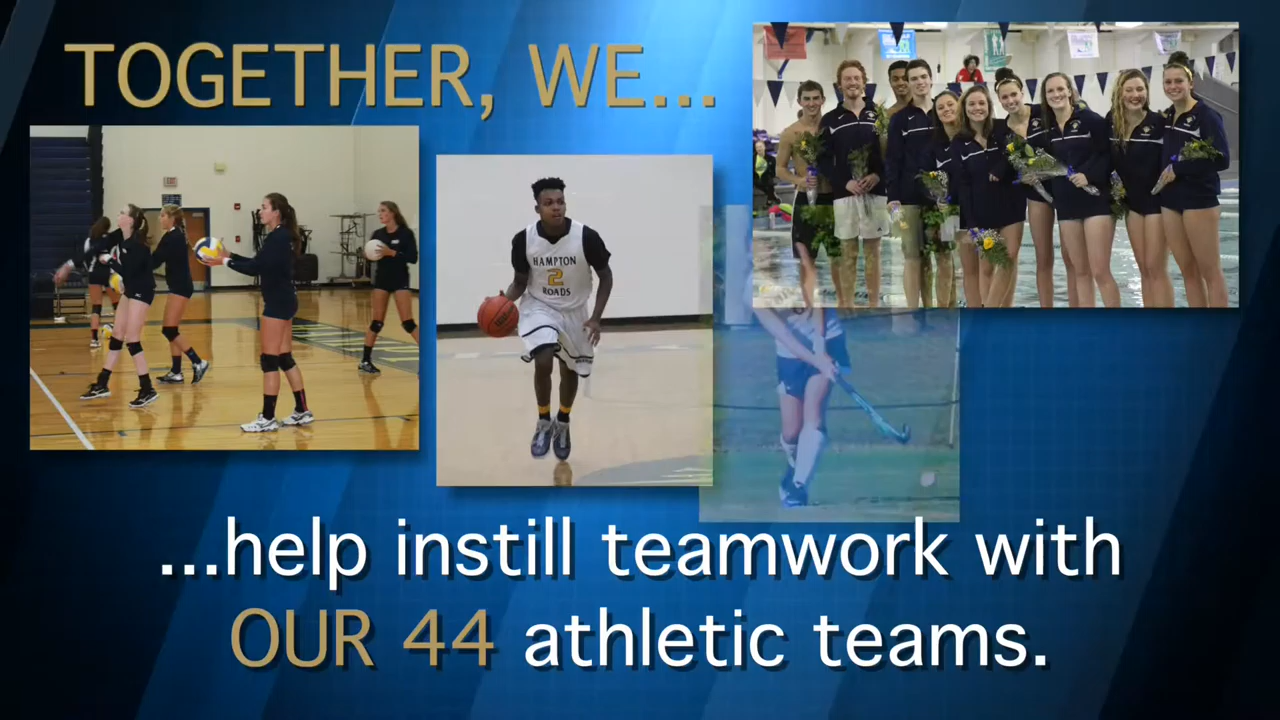 TOGETHER, WE...
HAMPTON
2
ROADS
...help instill teamwork with
OUR 44 athletic teams.